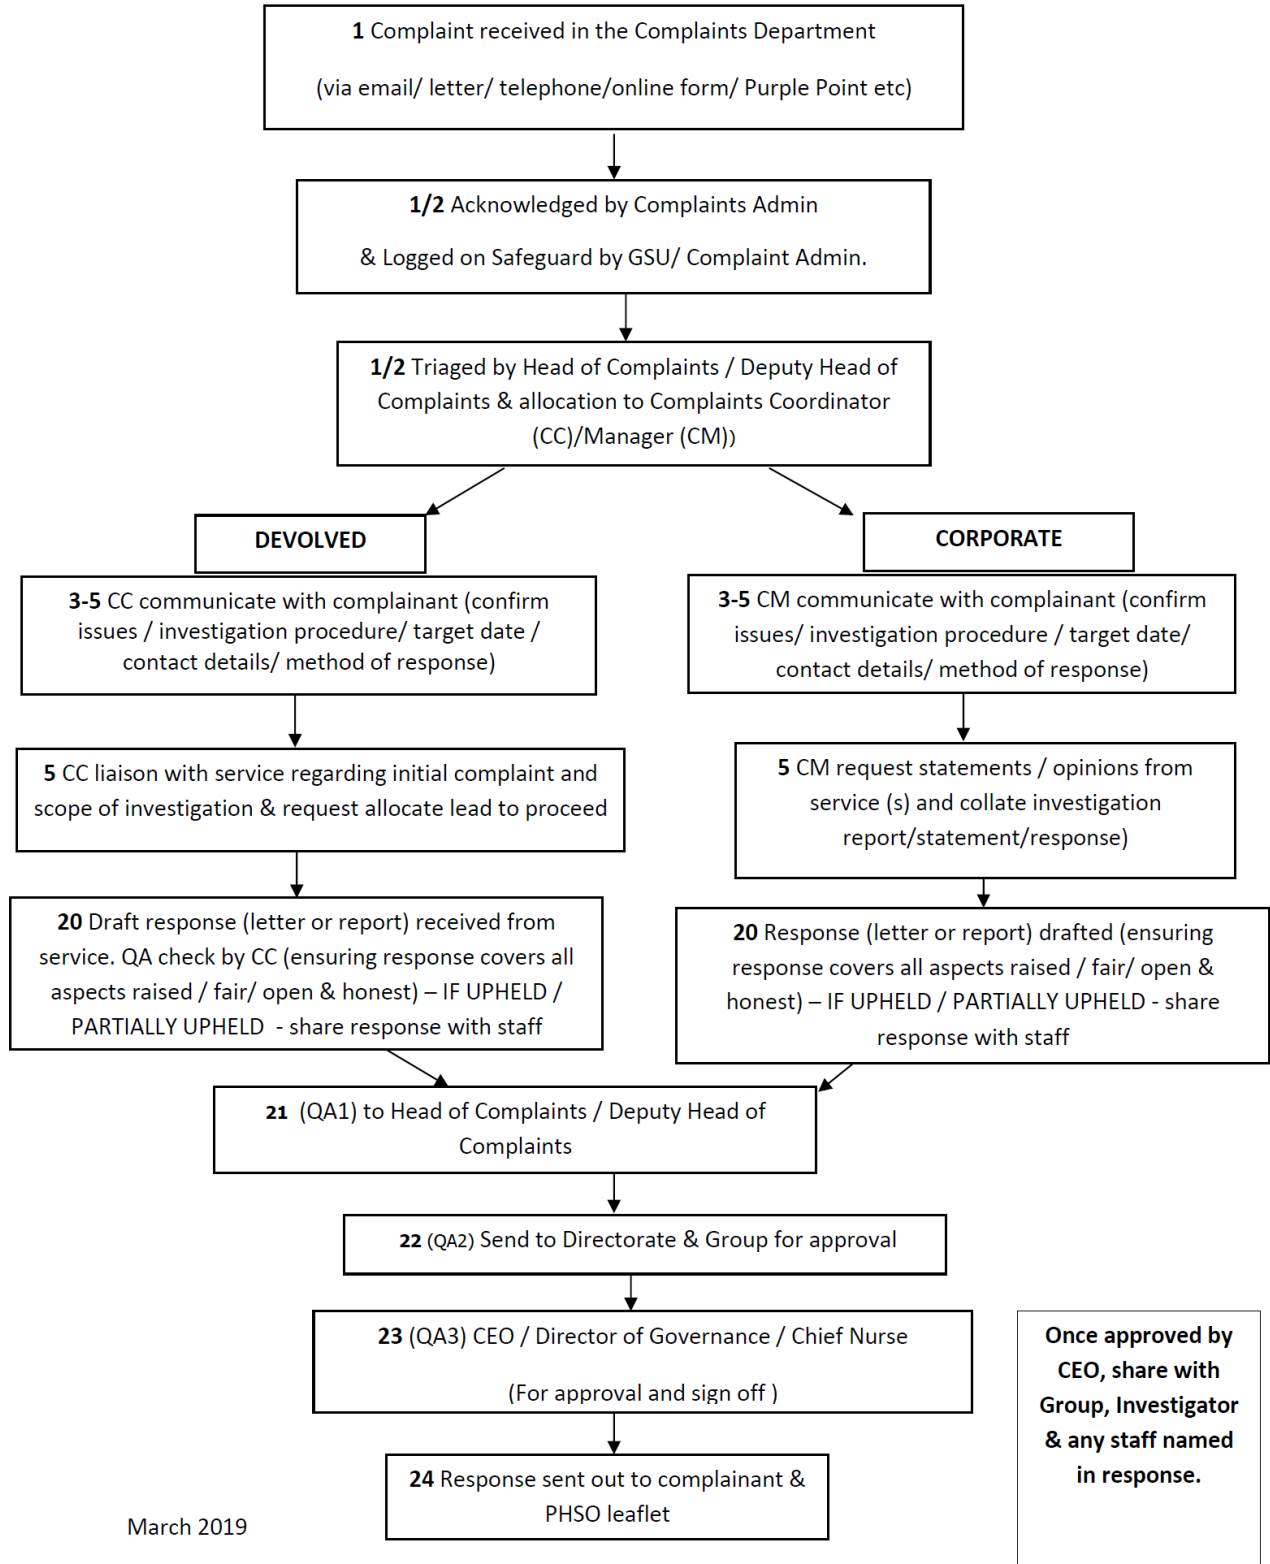 1 Complaint received in the Complaints Department
(via email/ letter/ telephone/online form/ Purple Point etc)
1/2 Acknowledged by Complaints Admin
& Logged on Safeguard by GSU/ Complaint Admin.
1/2 Triaged by Head of Complaints / Deputy Head of
Complaints & allocation to Complaints Coordinator
(CC)/Manager (CM))
DEVOLVED
3-5 CC communicate with complainant (confirm
issues / investigation procedure/ target date /
contact details/ method of response)
5 CC liaison with service regarding initial complaint and
scope of investigation & request allocate lead to proceed
20 Draft response (letter or report) received from
service. QA check by CC (ensuring response covers all
aspects raised / fair/ open & honest) – IF UPHELD /
PARTIALLY UPHELD  - share response with staff
CORPORATE
3-5 CM communicate with complainant (confirm
issues/ investigation procedure / target date/
contact details/ method of response)
5 CM request statements / opinions from
service (s) and collate investigation
report/statement/response)
20 Response (letter or report) drafted (ensuring
response covers all aspects raised / fair/ open &
honest) – IF UPHELD / PARTIALLY UPHELD - share
response with staff
21 (QA1) to Head of Complaints / Deputy Head of
Complaints
22 (QA2) Send to Directorate & Group for approval
23 (QA3) CEO / Director of Governance / Chief Nurse
(For approval and sign off )
24 Response sent out to complainant &
PHSO leaflet
Once approved by
CEO, share with
Group, Investigator
& any staff named
in response.
March 2019